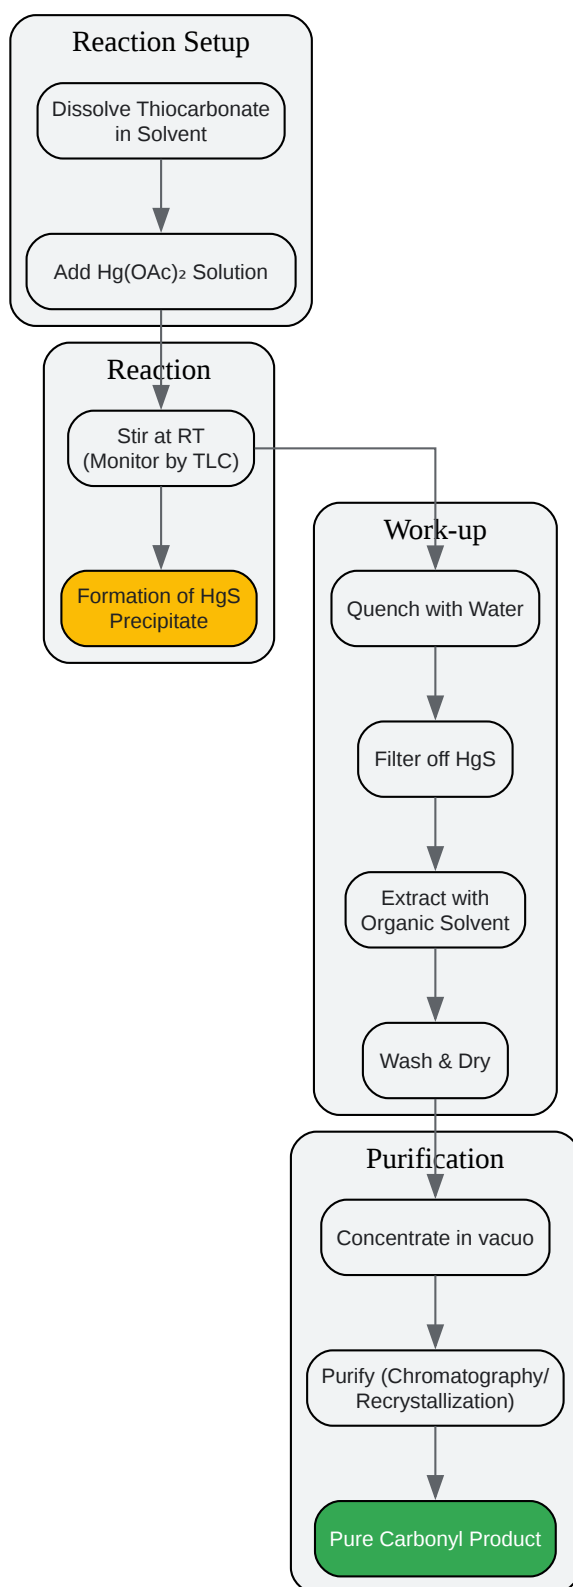 Reaction Setup
Dissolve Thiocarbonate
in Solvent
Add Hg(OAc)₂ Solution
Reaction
Stir at RT
(Monitor by TLC)
Formation of HgS
Precipitate
Work-up
Quench with Water
Filter off HgS
Extract with
Organic Solvent
Wash & Dry
Purification
Concentrate in vacuo
Purify (Chromatography/
Recrystallization)
Pure Carbonyl Product